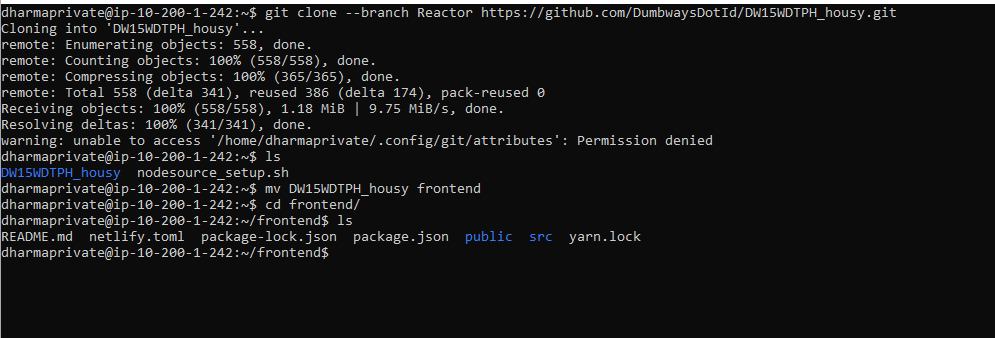 dharmaprivate@ip-10-200-1-242:~$ git clone --branch Reactor https://github.com/DumbwaysDotId/DW15WDTPH_housy.git
Cloning into 'DW15WDTPH_housy'...
remote: Enumerating objects: 558, done.
remote: Counting objects: 100% (558/558), done.
remote: Compressing objects: 100% (365/365), done.
remote: Total 558 (delta 341), reused 386 (delta 174), pack-reused 0
Receiving objects: 100% (558/558), 1.18 MiB | 9.75 MiB/s, done.
Resolving deltas: 100% (341/341), done.
warning: unable to access '/home/dharmaprivate/.config/git/attributes': Permission denied
dharmaprivate@ip-10-200-1-242:~$ ls
DW15WDTPH_housy  nodesource_setup.sh
dharmaprivate@ip-10-200-1-242:~$ mv DW15WDTPH_housy frontend
dharmaprivate@ip-10-200-1-242:~$ cd frontend/
dharmaprivate@ip-10-200-1-242:~/frontend$ ls
README.md  netlify.toml  package-lock.json  package.json  public  src  yarn.lock
dharmaprivate@ip-10-200-1-242:~/frontend$